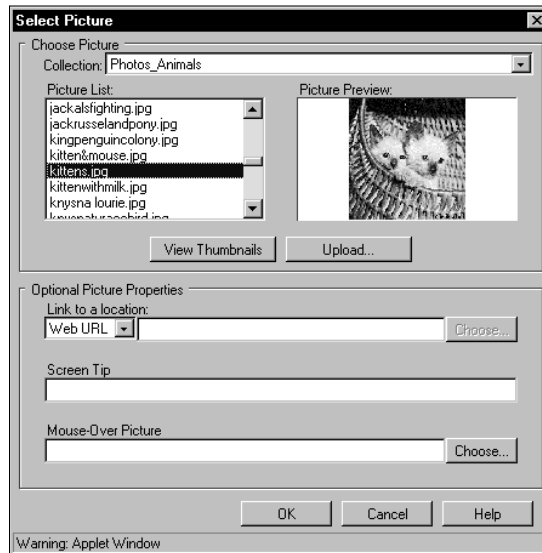 Select Picture
Choose Picture
Collection: Photos_Animals
Picture List:
Picture Preview:
jackalsfighting.jpg
jackrusselandpony.jpg
kingpenguincolony.jpg
kitten&mouse.jpg
kittens.jpg
kittenwithmilk.jpg
knysna lourie.jpg
View Thumbnails
Upload...
Optional Picture Properties
Link to a location:
Web URL
Choose...
Screen Tip
Mouse-Over Picture
Choose...
OK
Cancel
Help
Warning: Applet Window